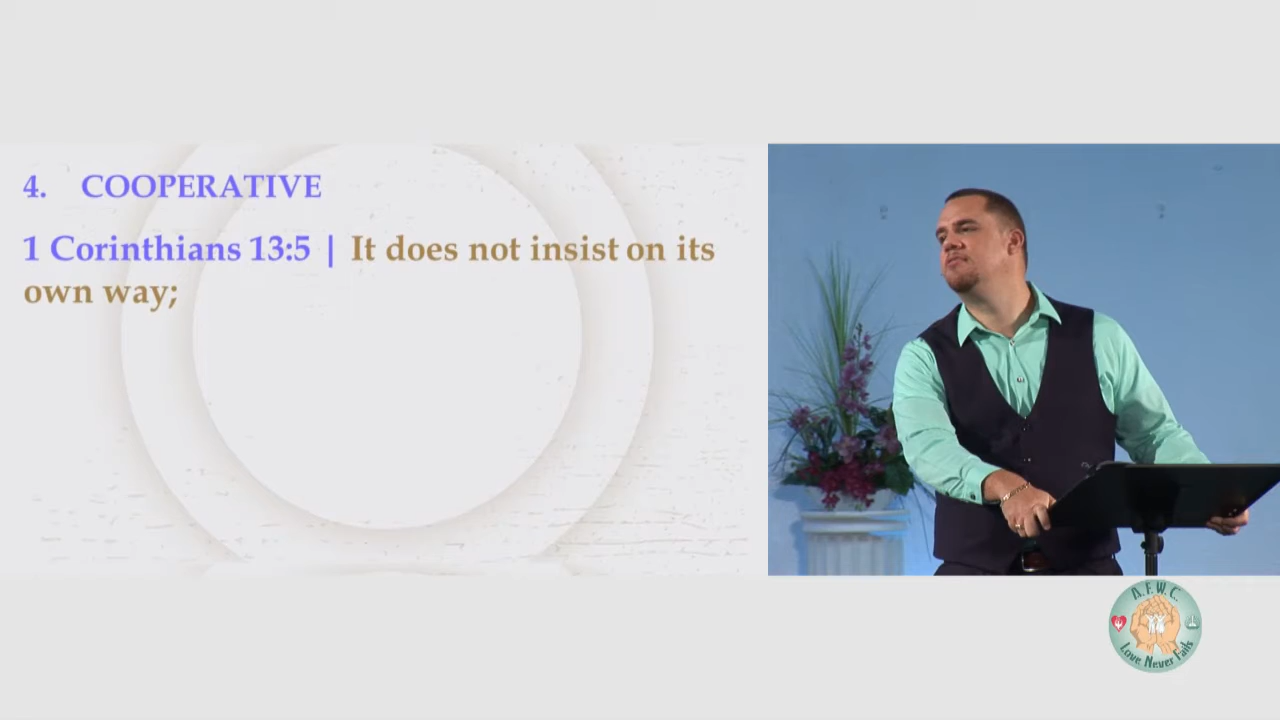 4. COOPERATIVE
1 Corinthians 13:5 | It does not insist on its
own way;
A.F.W.C.
Love Never Fails